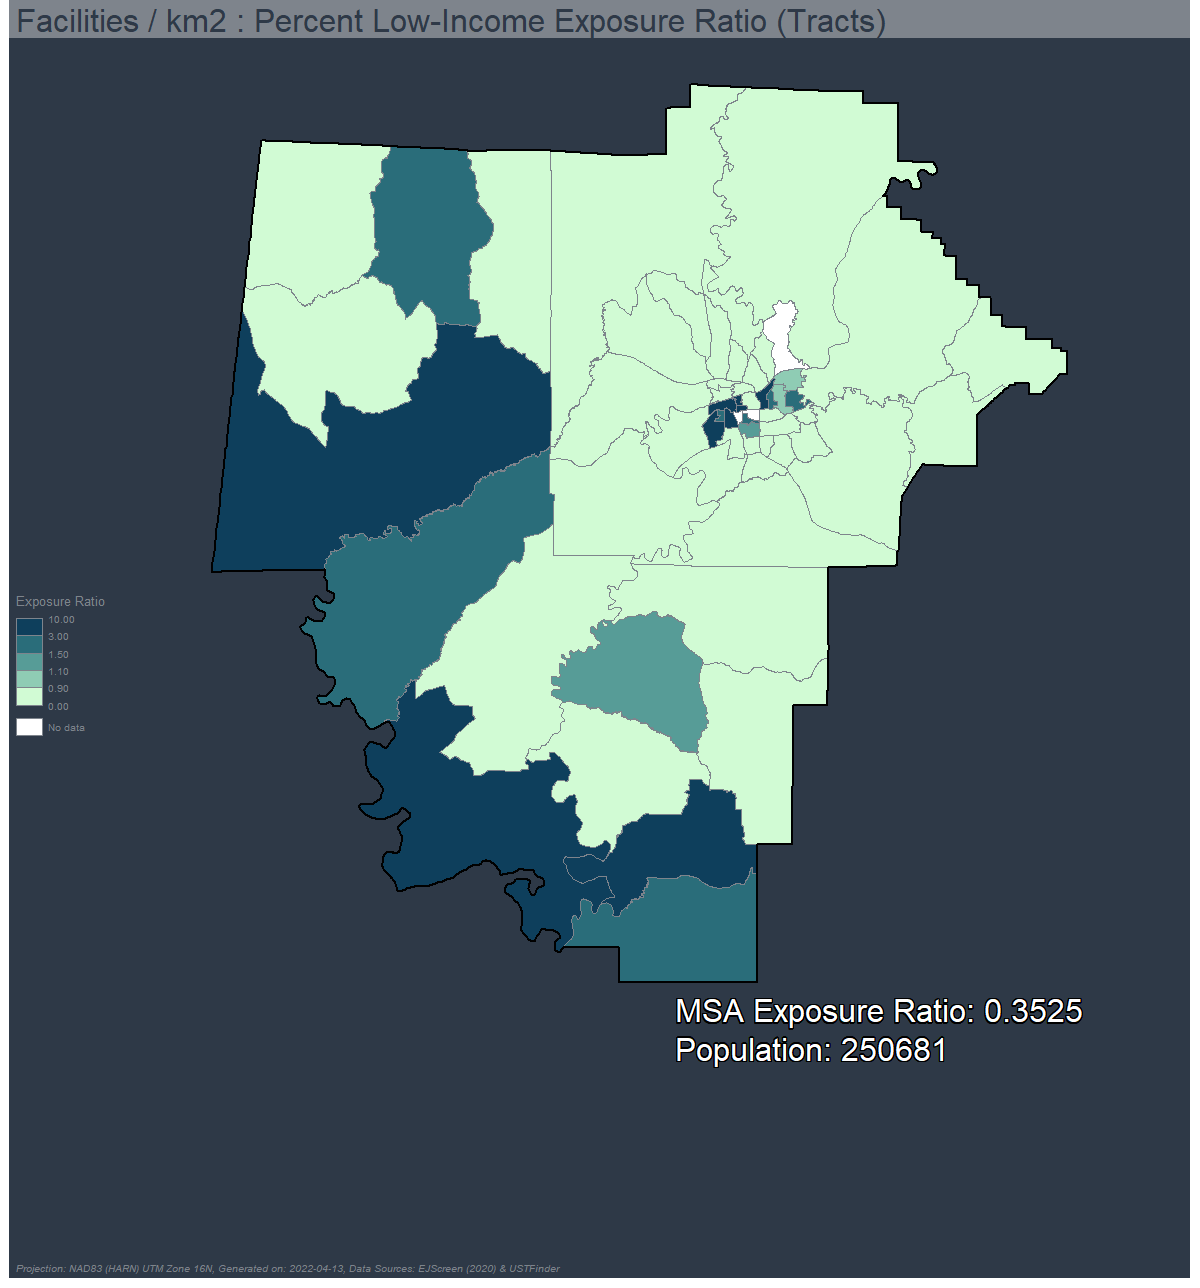 Facilities / km2 : Percent Low-Income Exposure Ratio (Tracts)
Exposure Ratio
10.00
3.00
1.50
1.10
0.90
0.00
No data
MSA Exposure Ratio: 0.3525
Population: 250681
Projection: NAD83 (HARN) UTM Zone 16N, Generated on: 2022-04-13, Data Sources: EJScreen (2020) & USTFinder